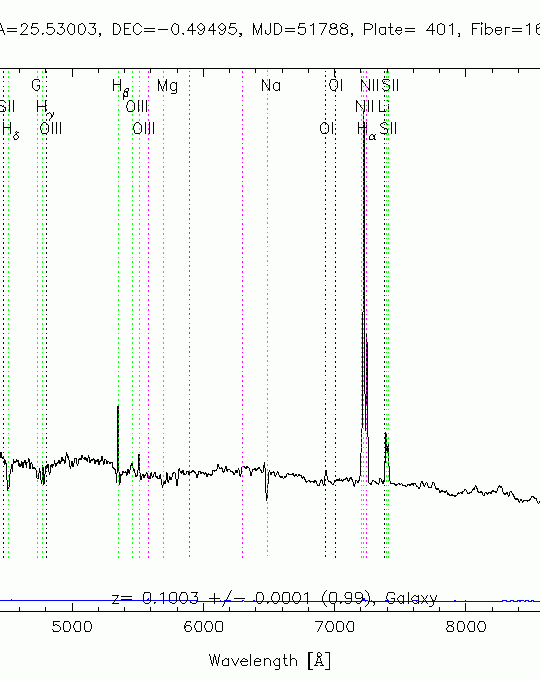 A=25.53003, DEC=-0.49495, MJD=51788, Plate= 401, Fiber=16
G Hβ Mg Na OI NII SII
SII Hγ OIII NII L
Hδ OIII OIII OI Hα SII
z= 0.1003 +/- 0.0001 (0.99), Galaxy
5000 6000 7000 8000
Wavelength [Å]